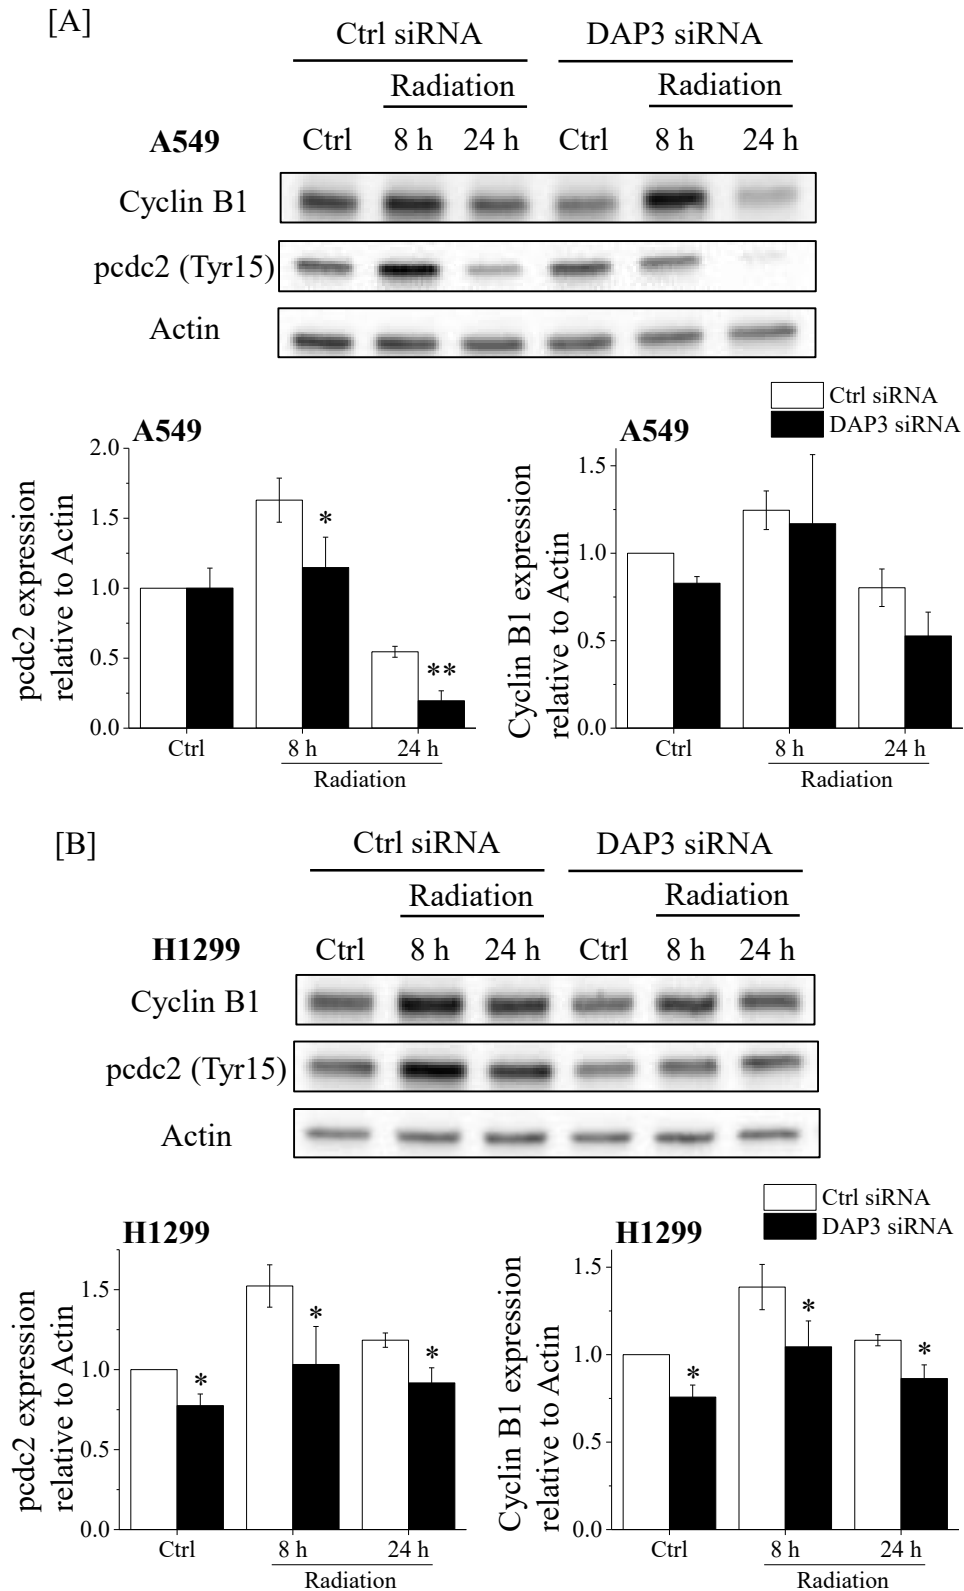 [A]
Ctrl siRNA DAP3 siRNA
Radiation Radiation
A549 Ctrl 8 h 24 h Ctrl 8 h 24 h
Cyclin B1
pcdc2 (Tyr15)
Actin
Ctrl siRNA
DAP3 siRNA
A549
pcdc2 expression
relative to Actin
2.0
1.5
1.0
0.5
0.0
*
**
Ctrl 8 h 24 h
Radiation
A549
Cyclin B1 expression
relative to Actin
1.5
1.0
0.5
0.0
Ctrl 8 h 24 h
Radiation
[B]
Ctrl siRNA DAP3 siRNA
Radiation Radiation
H1299 Ctrl 8 h 24 h Ctrl 8 h 24 h
Cyclin B1
pcdc2 (Tyr15)
Actin
Ctrl siRNA
DAP3 siRNA
H1299
pcdc2 expression
relative to Actin
1.5
1.0
0.5
0.0
*
*
*
Ctrl 8 h 24 h
Radiation
H1299
Cyclin B1 expression
relative to Actin
1.5
1.0
0.5
0.0
*
*
*
Ctrl 8 h 24 h
Radiation